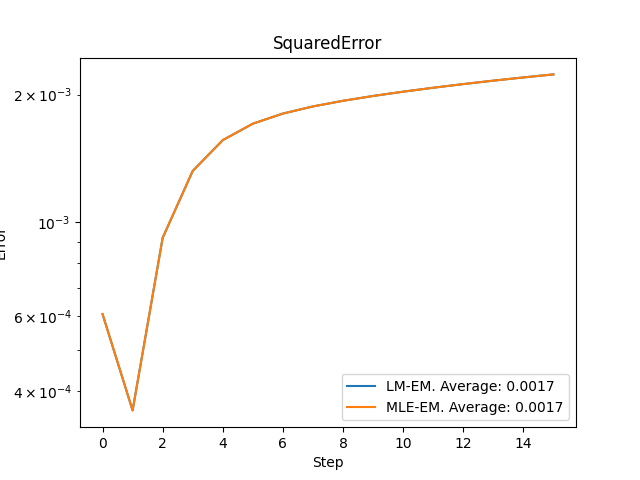 SquaredError
2 × 10⁻³
10⁻³
6 × 10⁻⁴
4 × 10⁻⁴
Error
LM-EM. Average: 0.0017
MLE-EM. Average: 0.0017
0 2 4 6 8 10 12 14
Step